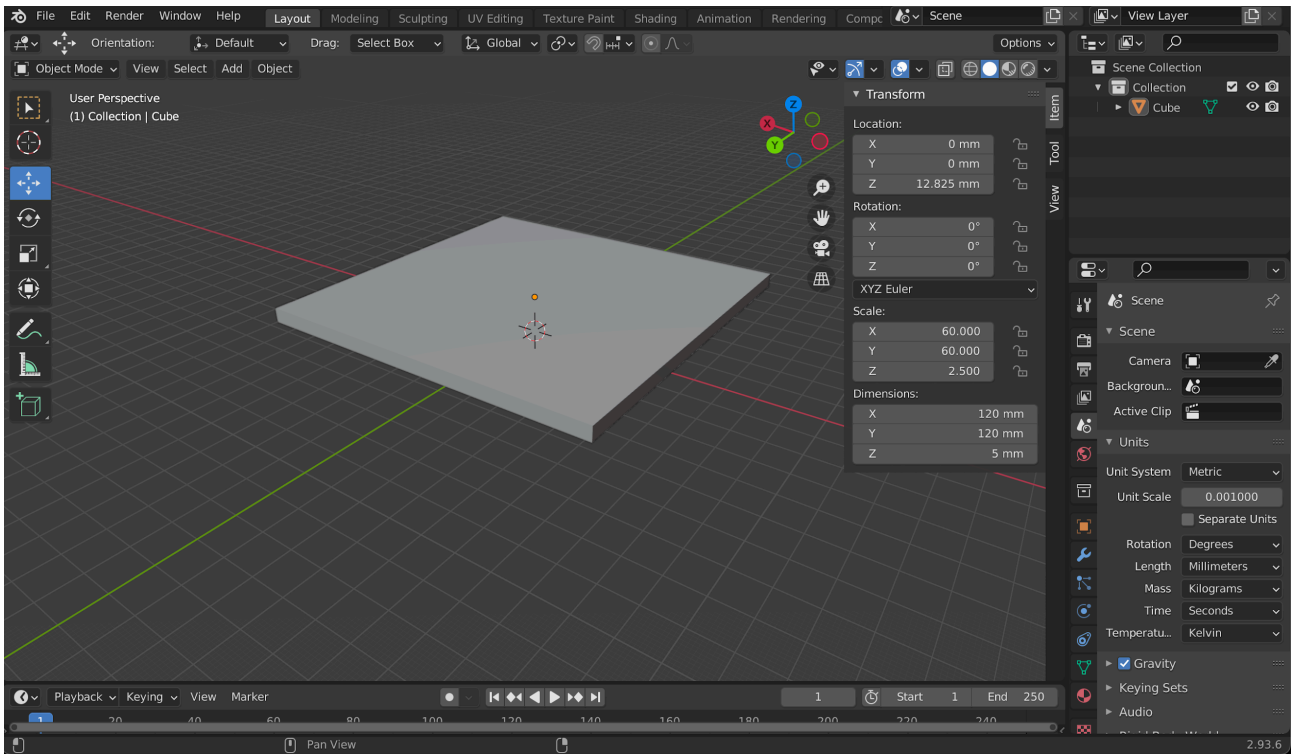 File Edit Render Window Help Layout Modeling Sculpting UV Editing Texture Paint Shading Animation Rendering Compc Scene View Layer
Orientation: Default Drag: Select Box Global Options
Object Mode View Select Add Object
User Perspective
(1) Collection | Cube
X
Y
Z
Transform
Location:
X 0 mm
Y 0 mm
Z 12.825 mm
Rotation:
X 0°
Y 0°
Z 0°
XYZ Euler
Scale:
X 60.000
Y 60.000
Z 2.500
Dimensions:
X 120 mm
Y 120 mm
Z 5 mm
Item
Tool
View
Scene Collection
Collection
Cube
Scene
Scene
Camera
Backgroun...
Active Clip
Units
Unit System Metric
Unit Scale 0.001000
Separate Units
Rotation Degrees
Length Millimeters
Mass Kilograms
Time Seconds
Temperatu... Kelvin
Gravity
Keying Sets
Audio
Playback Keying View Marker 1 Start 1 End 250
1 20 40 60 80 100 120 140 160 180 200 220 240
Pan View 2.93.6